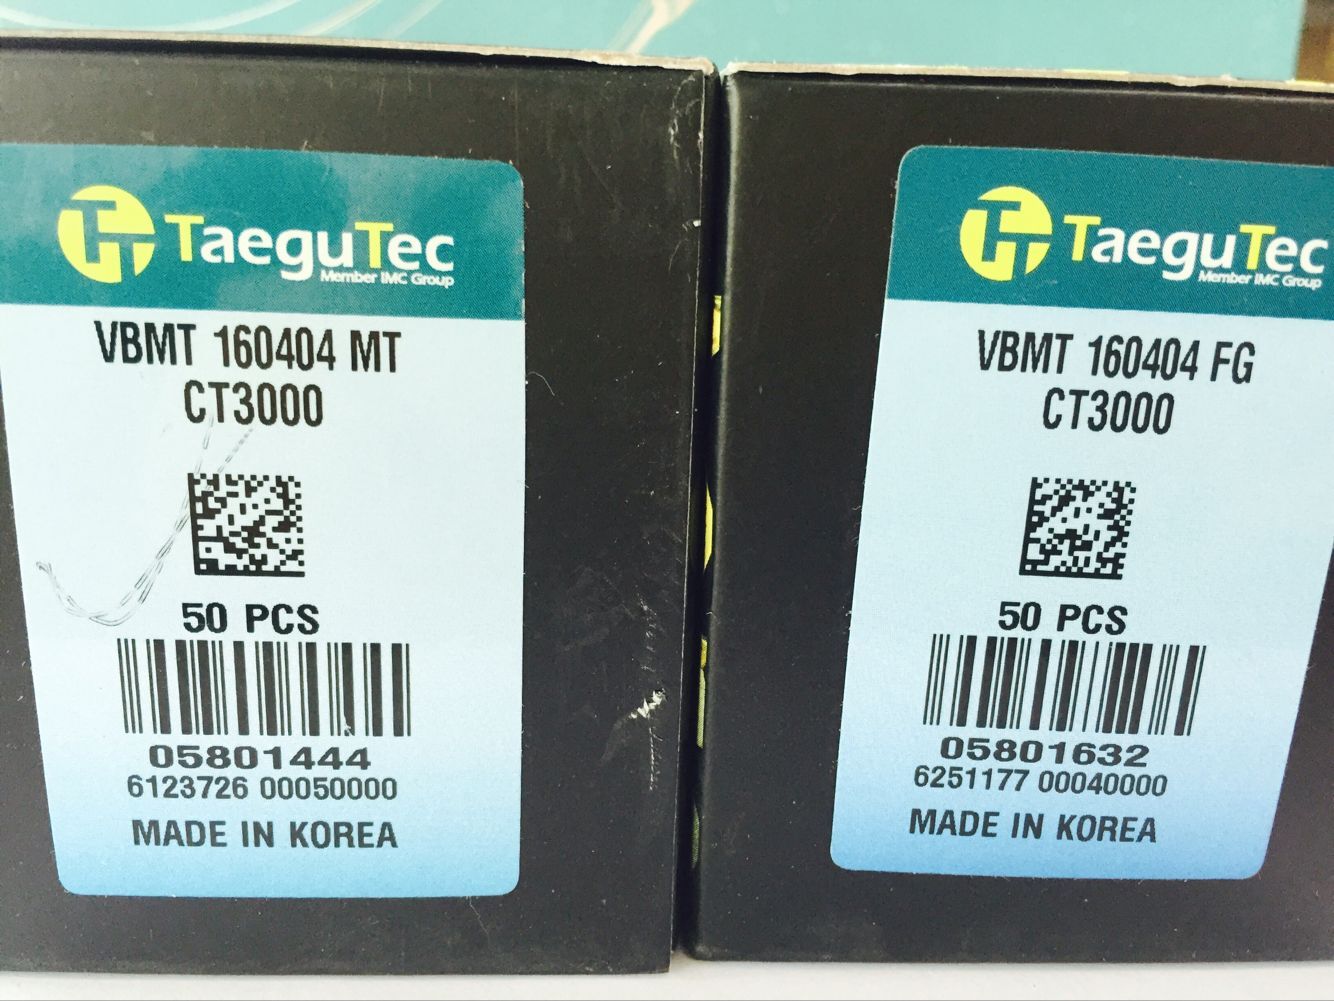 TaeguTec
Member IMC Group
VBMT 160404 MT
CT3000
50 PCS
05801444
6123726 00050000
MADE IN KOREA
TaeguTec
Member IMC Group
VBMT 160404 FG
CT3000
50 PCS
05801632
6251177 00040000
MADE IN KOREA